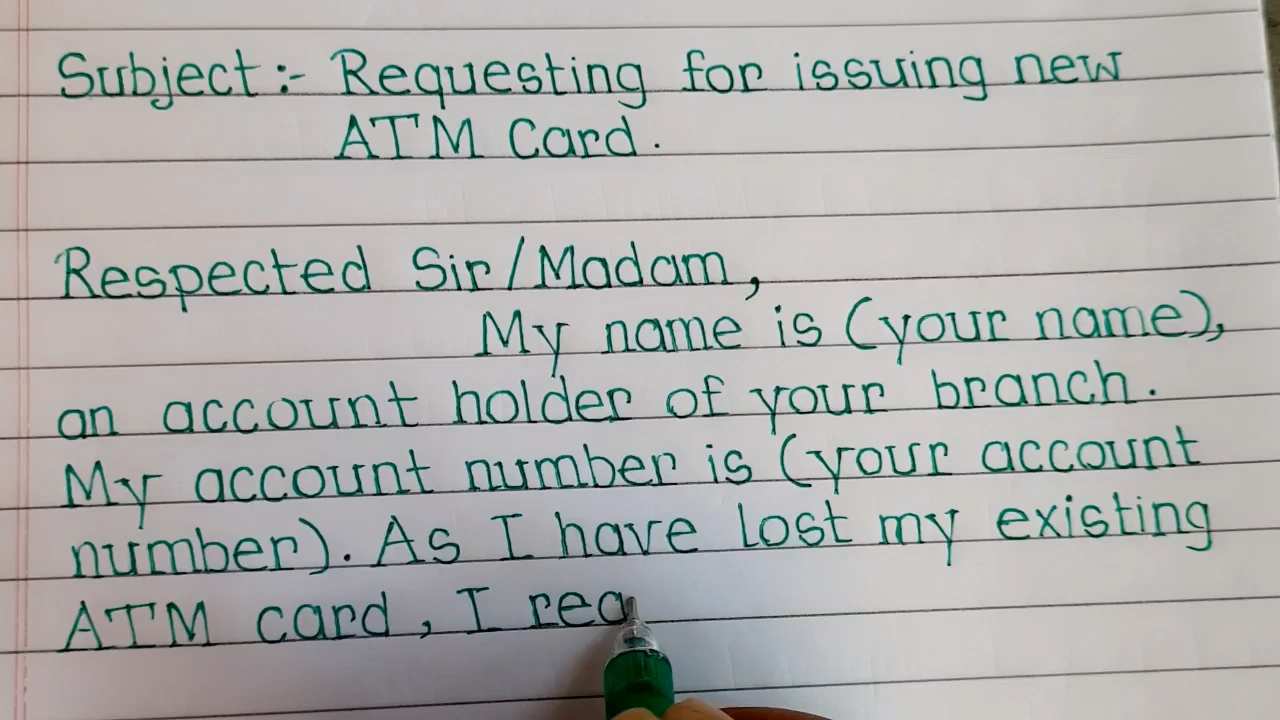 Subject :- Requesting for issuing new
ATM Card.
Respected Sir/Madam,
My name is (your name),
an account holder of your branch.
My account number is (your account
number). As I have lost my existing
ATM card, I